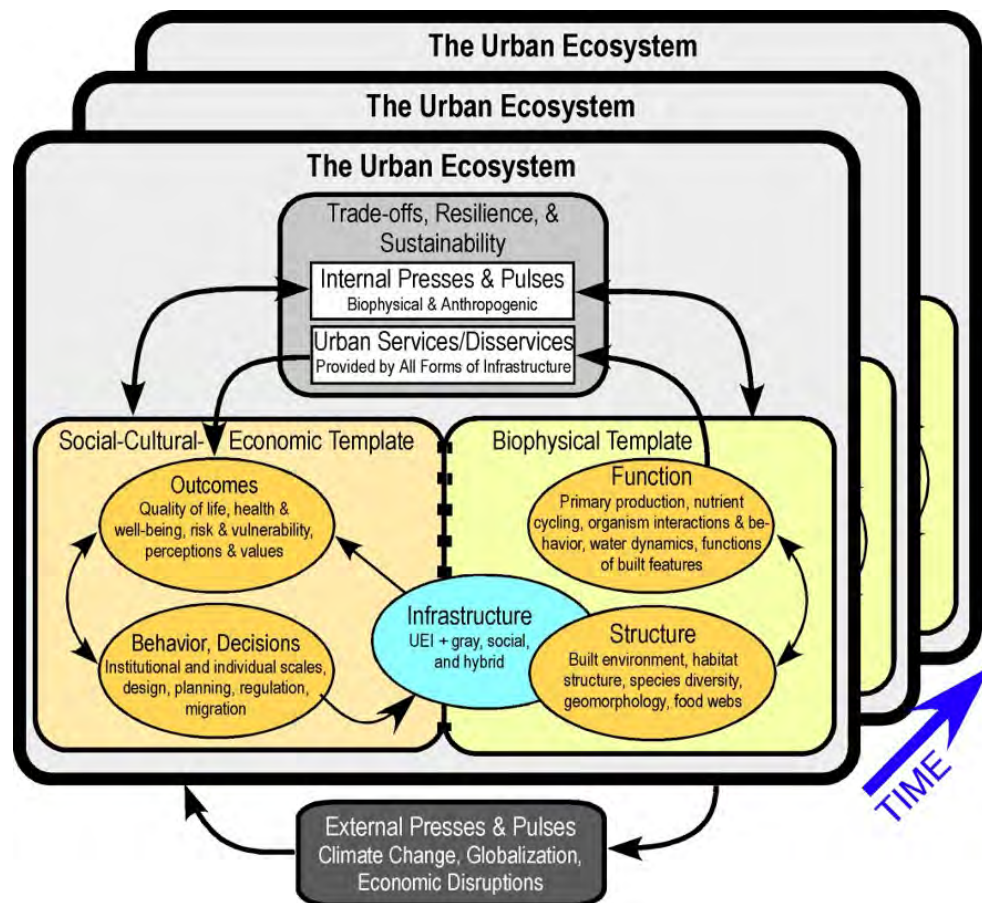 The Urban Ecosystem
The Urban Ecosystem
The Urban Ecosystem
Trade-offs, Resilience, &
Sustainability
Internal Presses & Pulses
Biophysical & Anthropogenic
Urban Services/Disservices
Provided by All Forms of Infrastructure
Social-Cultural- Economic Template
Outcomes
Quality of life, health &
well-being, risk & vulnerability,
perceptions & values
Behavior, Decisions
Institutional and individual scales,
design, planning, regulation,
migration
Infrastructure
UEI + gray, social,
and hybrid
Biophysical Template
Function
Primary production, nutrient
cycling, organism interactions & be-
havior, water dynamics, functions
of built features
Structure
Built environment, habitat
structure, species diversity,
geomorphology, food webs
TIME
External Presses & Pulses
Climate Change, Globalization,
Economic Disruptions